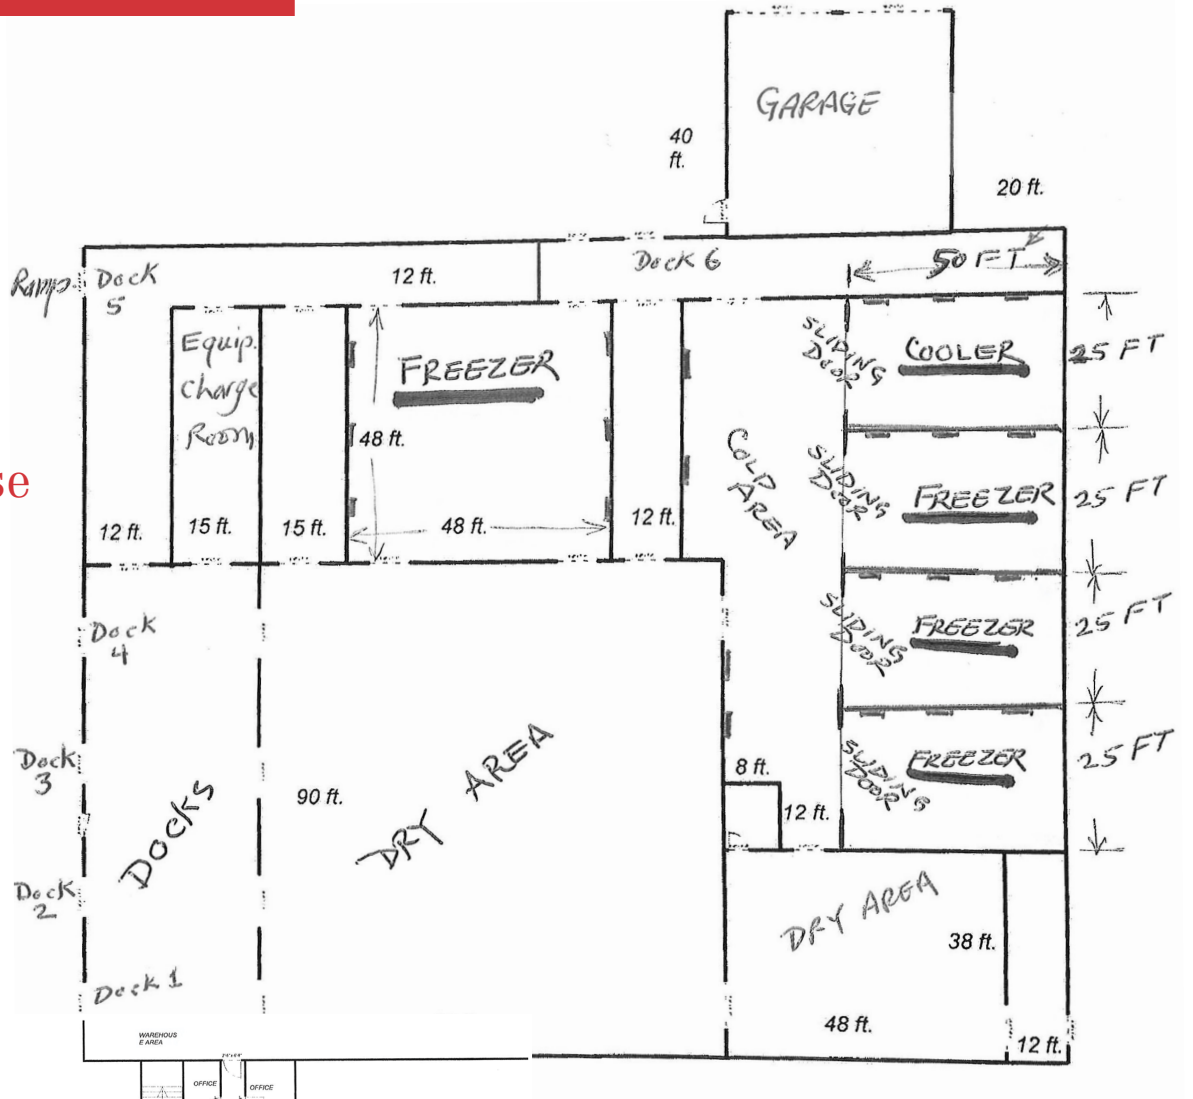 GARAGE
40
ft.
20 ft.
Ramp
Dock
5
12 ft.
Dock 6
50 FT
Equip.
Charge
Room
FREEZER
48 ft.
48 ft.
12 ft.
15 ft.
15 ft.
12 ft.
SLIDING
DOOR
COOLER
25 FT
COLD
AREA
SLIDING
DOOR
FREEZER
25 FT
SLIDING
DOOR
FREEZER
25 FT
SLIDING
DOOR
FREEZER
25 FT
se
Dock
4
Dock
3
Dock
2
Dock 1
DOCKS
90 ft.
DRY AREA
8 ft.
12 ft.
DRY AREA
38 ft.
48 ft.
12 ft.
WAREHOUS
E AREA
OFFICE
OFFICE